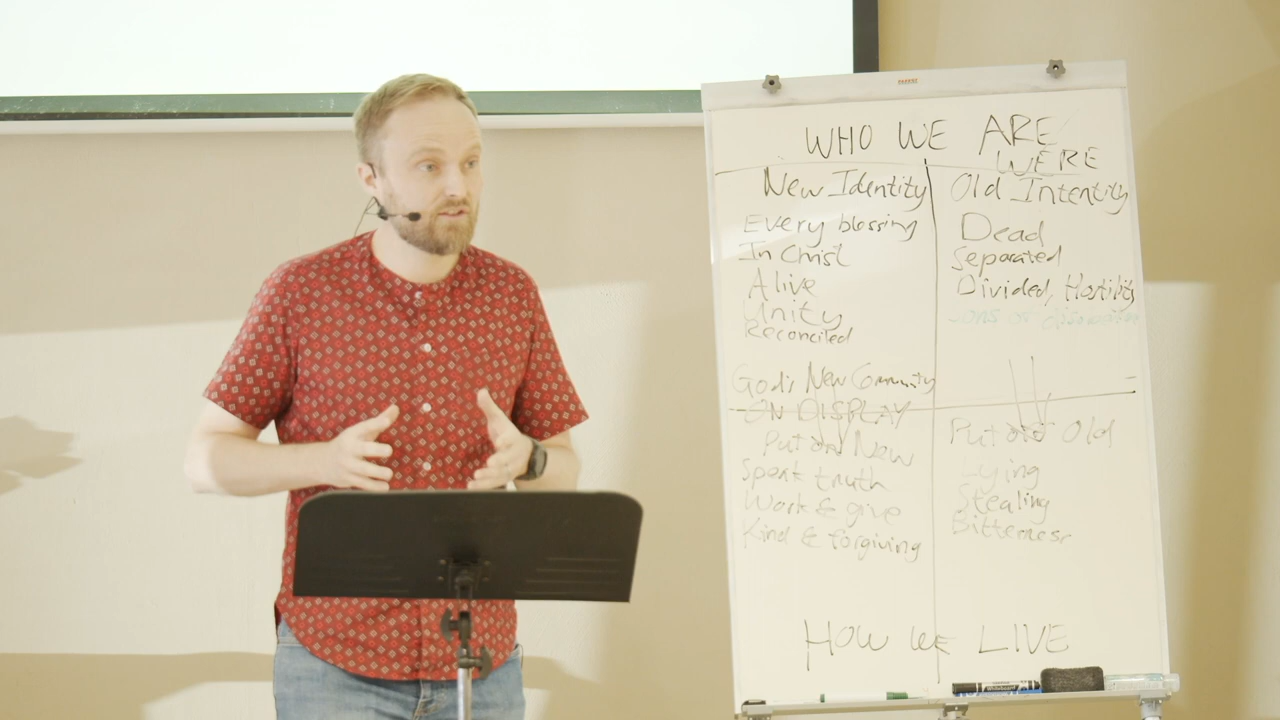 WHO WE ARE
WERE
New Identity
Every blessing
In Christ
Alive
Unity
Reconciled
God's New Community
ON DISPLAY
Put on New
Speak truth
Work & give
Kind & forgiving
Old Intentity
Dead
Separated
Divided, Hostility
sons of
Put Old
Lying
Stealing
Bitterness
HOW WE LIVE